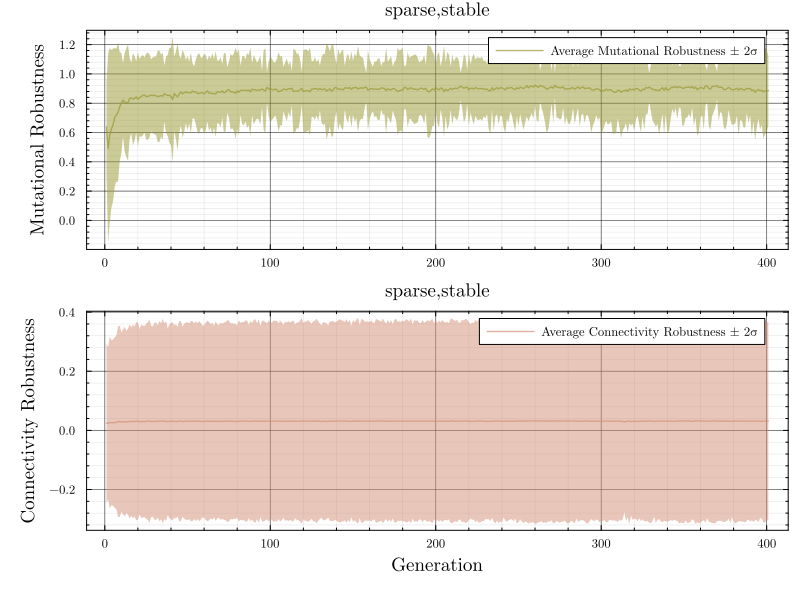 sparse,stable
Average Mutational Robustness ± 2σ
Mutational Robustness
1.2
1.0
0.8
0.6
0.4
0.2
0.0
0 100 200 300 400
sparse,stable
Average Connectivity Robustness ± 2σ
Connectivity Robustness
0.4
0.2
0.0
−0.2
0 100 200 300 400
Generation